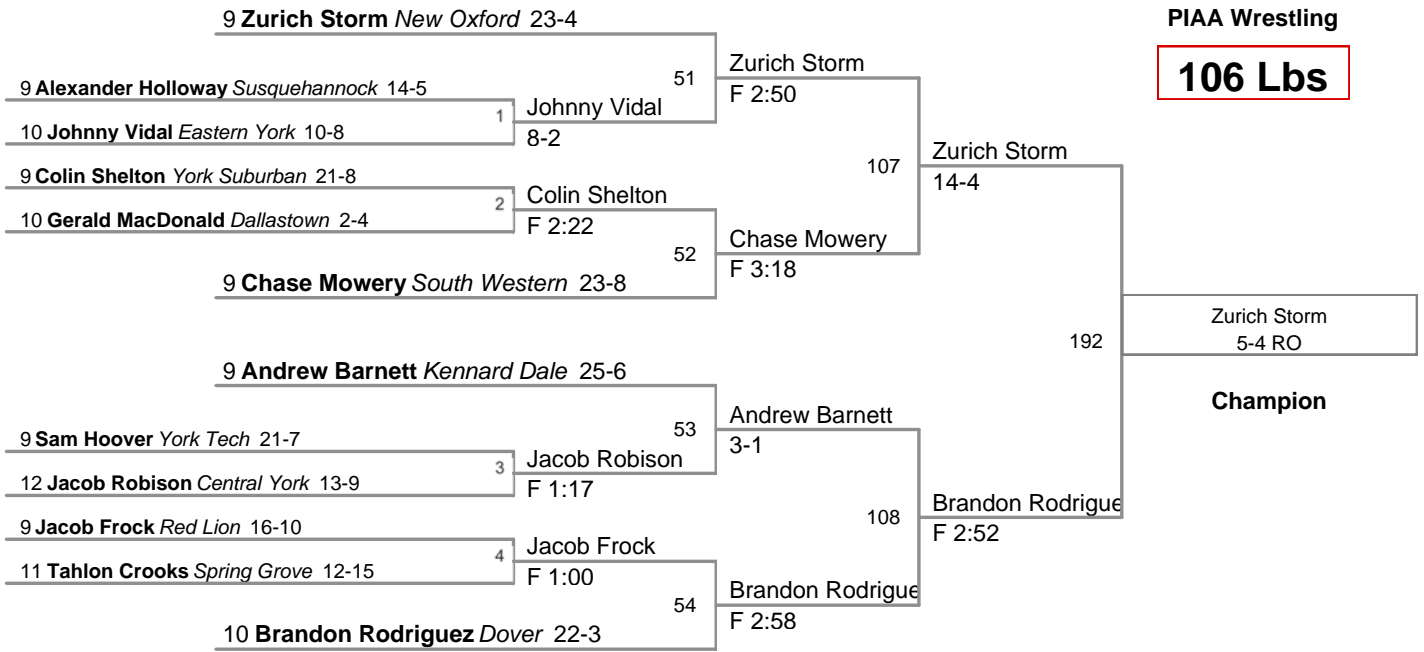 9 Zurich Storm New Oxford 23-4
PIAA Wrestling
106 Lbs
51
Zurich Storm
F 2:50
9 Alexander Holloway Susquehannock 14-5
1
Johnny Vidal
8-2
10 Johnny Vidal Eastern York 10-8
107
Zurich Storm
14-4
9 Colin Shelton York Suburban 21-8
2
Colin Shelton
F 2:22
10 Gerald MacDonald Dallastown 2-4
52
Chase Mowery
F 3:18
9 Chase Mowery South Western 23-8
192
Zurich Storm
5-4 RO
Champion
9 Andrew Barnett Kennard Dale 25-6
53
Andrew Barnett
3-1
9 Sam Hoover York Tech 21-7
3
Jacob Robison
F 1:17
12 Jacob Robison Central York 13-9
108
Brandon Rodrigue
F 2:52
9 Jacob Frock Red Lion 16-10
4
Jacob Frock
F 1:00
11 Tahlon Crooks Spring Grove 12-15
54
Brandon Rodrigue
F 2:58
10 Brandon Rodriguez Dover 22-3